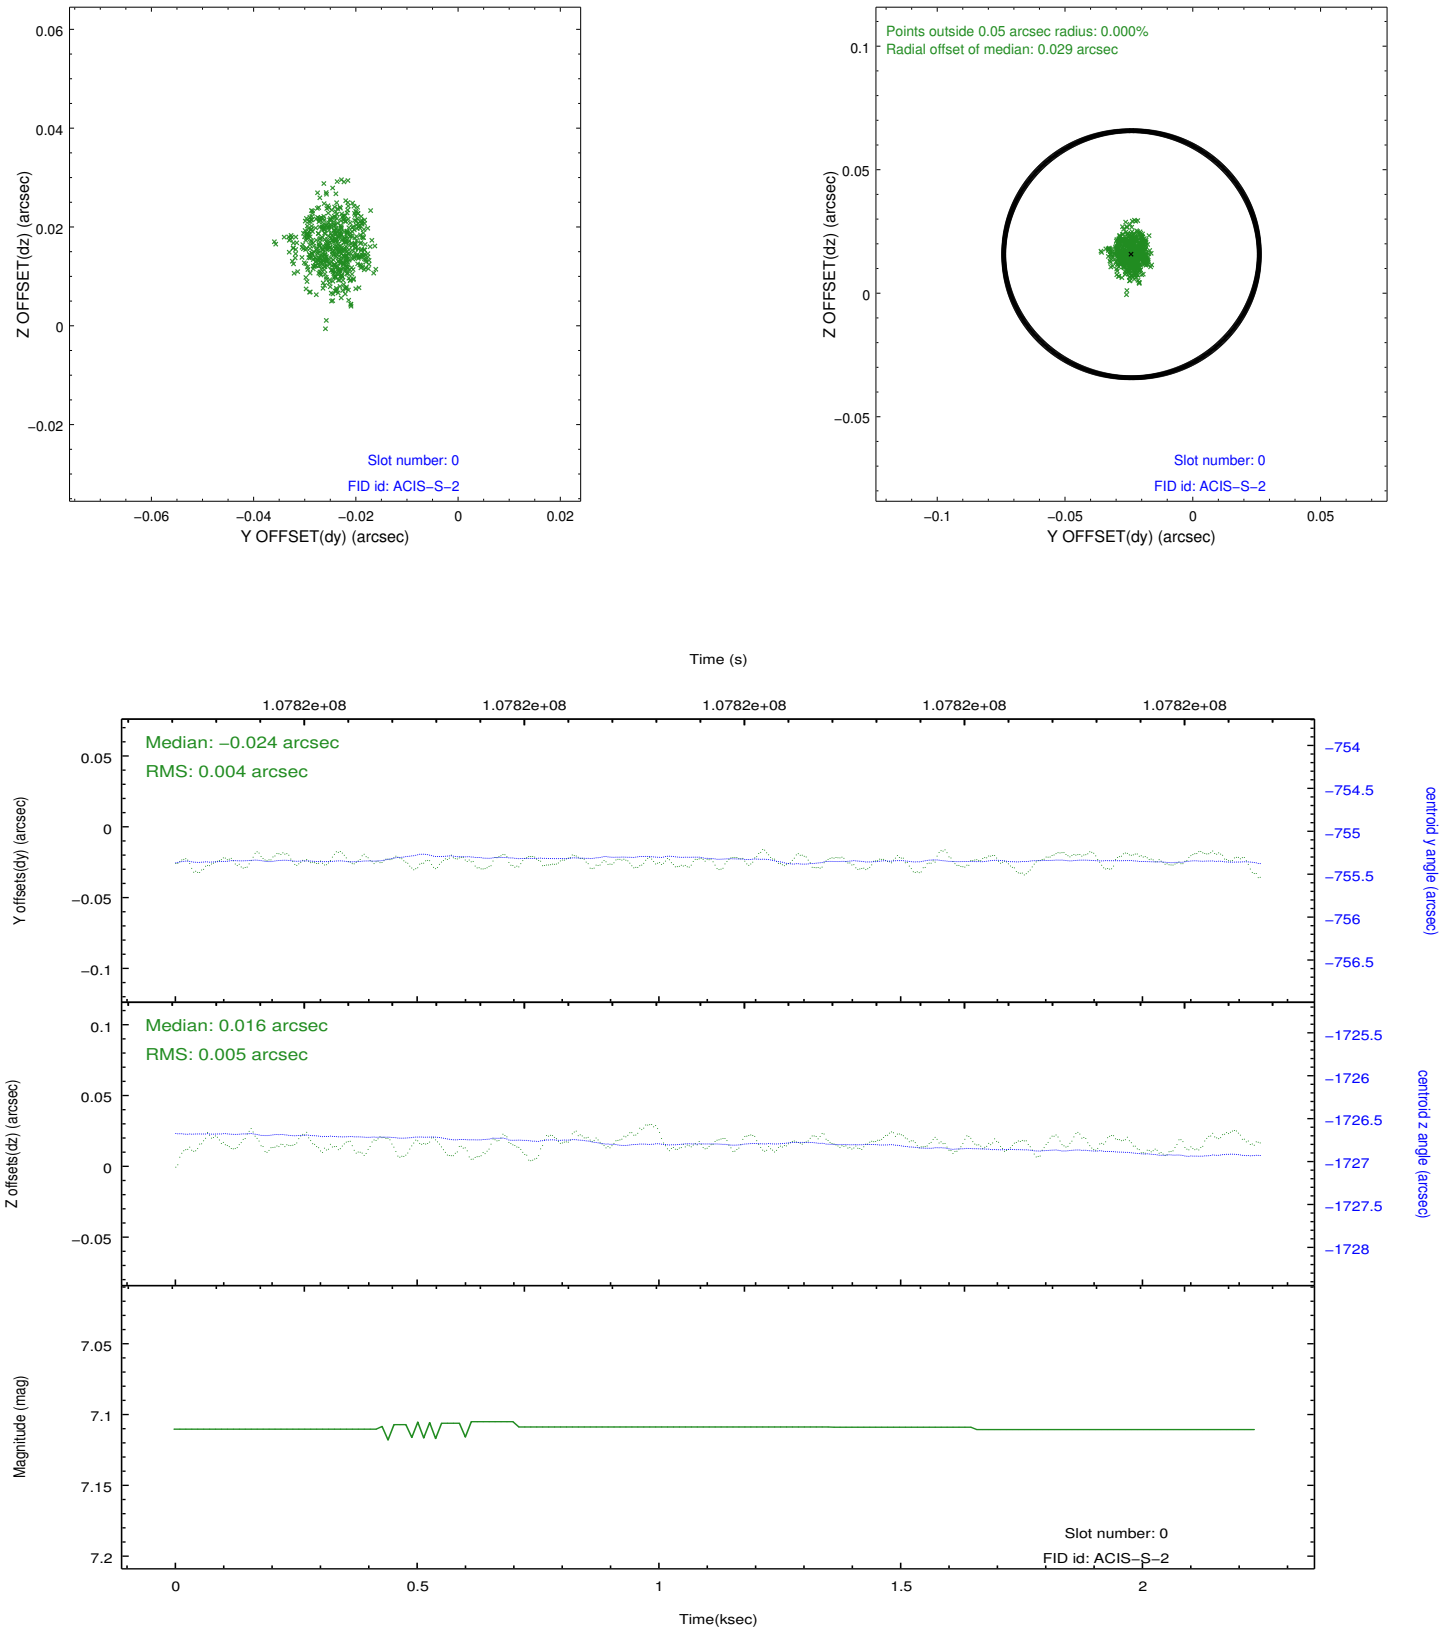 0.06
0.04
0.02
0
−0.02
Z OFFSET(dz) (arcsec)
Slot number: 0
FID id: ACIS−S−2
−0.06 −0.04 −0.02 0 0.02
Y OFFSET(dy) (arcsec)
Points outside 0.05 arcsec radius: 0.000%
Radial offset of median: 0.029 arcsec
0.1
0.05
0
−0.05
Z OFFSET(dz) (arcsec)
Slot number: 0
FID id: ACIS−S−2
−0.1 −0.05 0 0.05
Y OFFSET(dy) (arcsec)
Time (s)
1.0782e+08 1.0782e+08 1.0782e+08 1.0782e+08 1.0782e+08
Median: −0.024 arcsec
RMS: 0.004 arcsec
0.05
0
−0.05
−0.1
Y offsets(dy) (arcsec)
−754
−754.5
−755
−755.5
−756
−756.5
centroid y angle (arcsec)
Median: 0.016 arcsec
RMS: 0.005 arcsec
0.1
0.05
0
−0.05
Z offsets(dz) (arcsec)
−1725.5
−1726
−1726.5
−1727
−1727.5
−1728
centroid z angle (arcsec)
7.05
7.1
7.15
7.2
Magnitude (mag)
Slot number: 0
FID id: ACIS−S−2
0 0.5 1 1.5 2
Time(ksec)